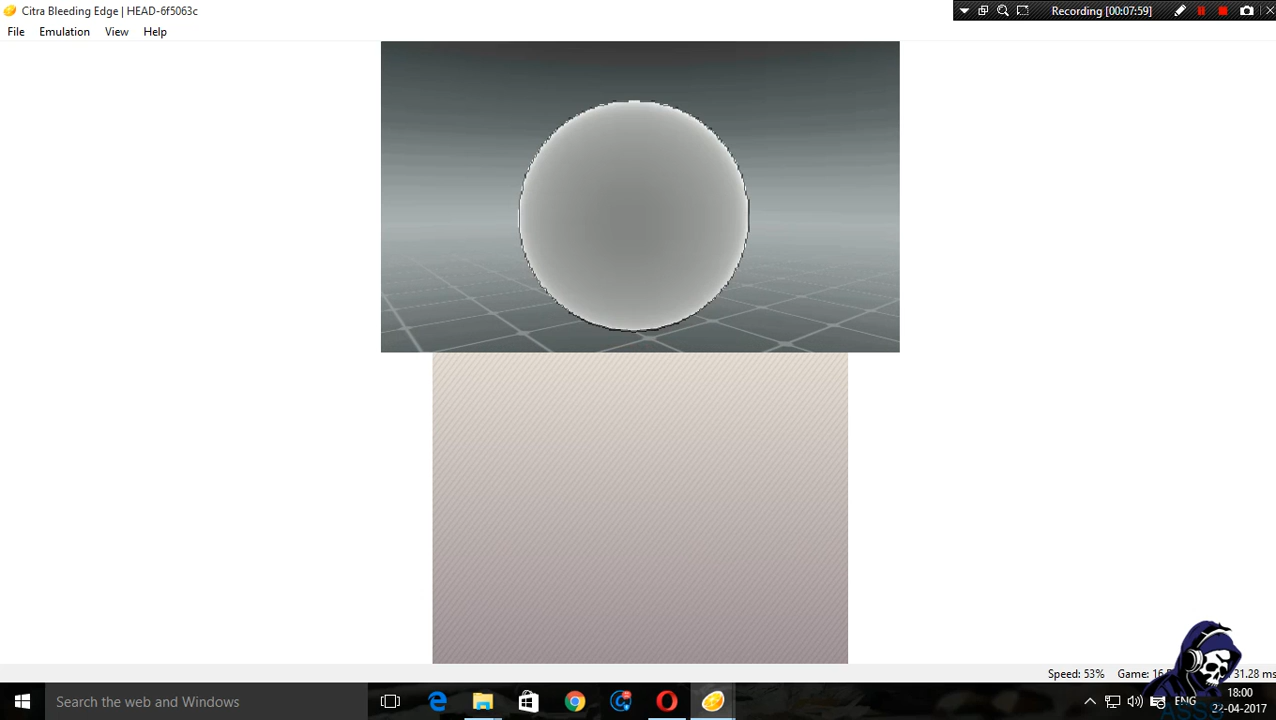 Citra Bleeding Edge | HEAD-6f5063c
Recording [00:07:59]
File Emulation View Help
Speed: 53% Game: 16 31.28 ms
Search the web and Windows
ENG
18:00
22-04-2017